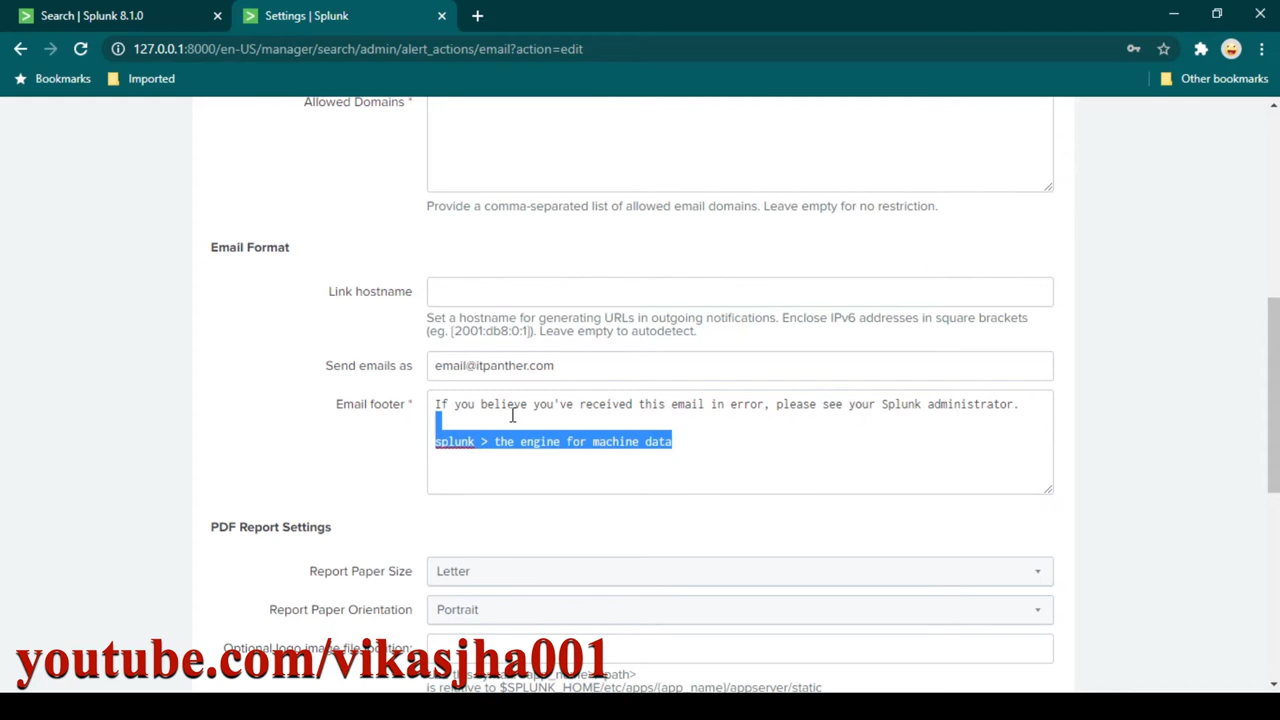 Search | Splunk 8.1.0
Settings | Splunk
127.0.0.1:8000/en-US/manager/search/admin/alert_actions/email?action=edit
Bookmarks
Imported
Other bookmarks
Allowed Domains *
Provide a comma-separated list of allowed email domains. Leave empty for no restriction.
Email Format
Link hostname
Set a hostname for generating URLs in outgoing notifications. Enclose IPv6 addresses in square brackets
(eg. [2001:db8:0:1]). Leave empty to autodetect.
Send emails as
email@itpanther.com
Email footer *
If you believe you've received this email in error, please see your Splunk administrator.
splunk > the engine for machine data
PDF Report Settings
Report Paper Size
Letter
Report Paper Orientation
Portrait
Optional logo image file location:
youtube.com/vikasjha001
is relative to $SPLUNK_HOME/etc/apps/{app_name}/appserver/static